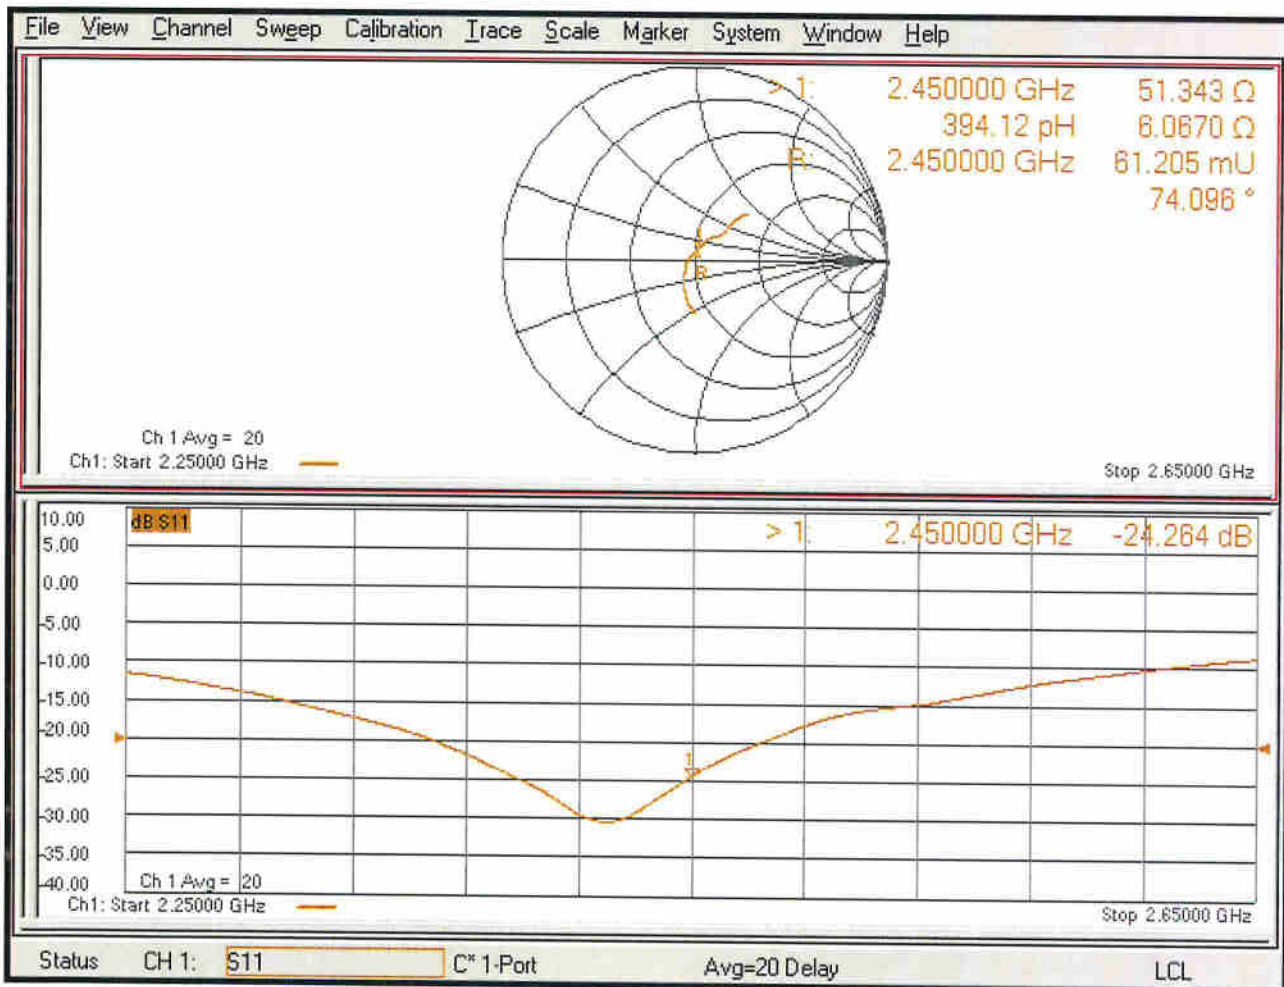 File View Channel Sweep Calibration Trace Scale Marker System Window Help
> 1: 2.450000 GHz 51.343 Ω
394.12 pH 6.0670 Ω
R: 2.450000 GHz 61.205 mU
74.096 °
R
Ch 1 Avg = 20
Ch1: Start 2.25000 GHz
Stop 2.65000 GHz
10.00
dB S11
> 1: 2.450000 GHz -24.264 dB
5.00
0.00
-5.00
-10.00
-15.00
-20.00
1
-25.00
-30.00
-35.00
-40.00
Ch 1 Avg = 20
Ch1: Start 2.25000 GHz
Stop 2.65000 GHz
Status CH 1: S11 C* 1-Port Avg=20 Delay LCL